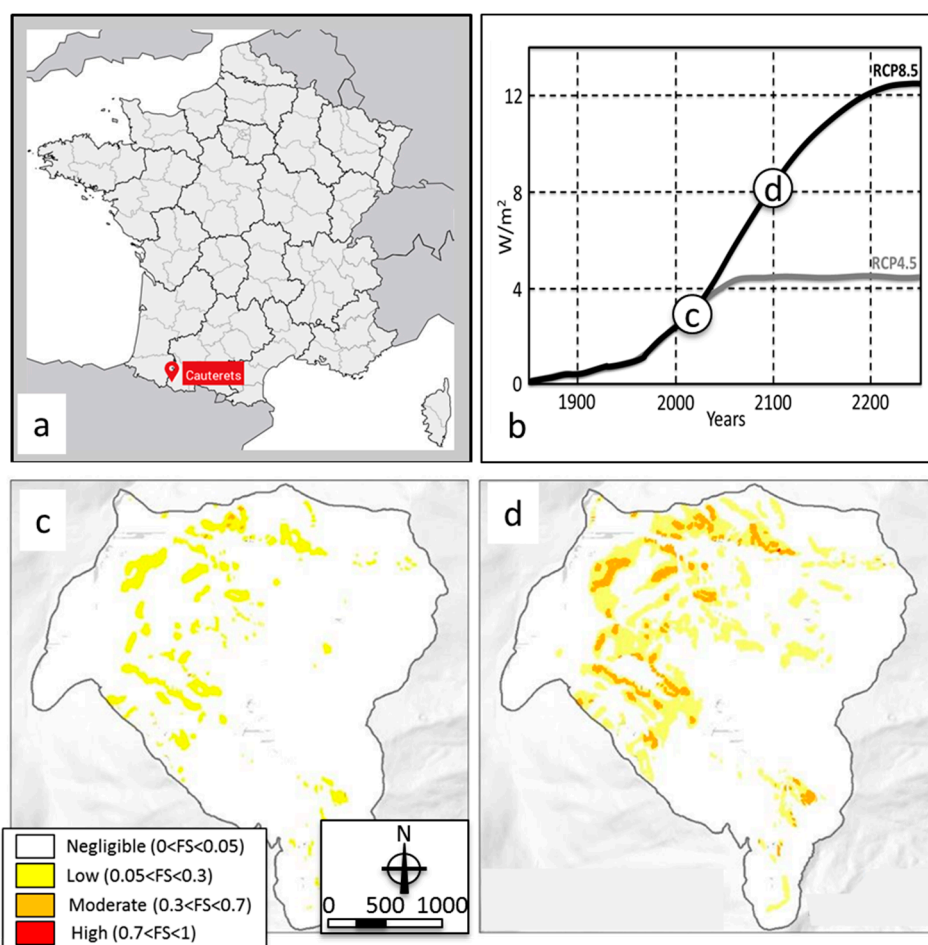 Cauterets
a
W/m²
12
8
4
0
RCP8.5
d
RCP4.5
c
1900 2000 2100 2200
Years
b
c
d
Negligible (0<FS<0.05)
Low (0.05<FS<0.3)
Moderate (0.3<FS<0.7)
High (0.7<FS<1)
N
0 500 1000